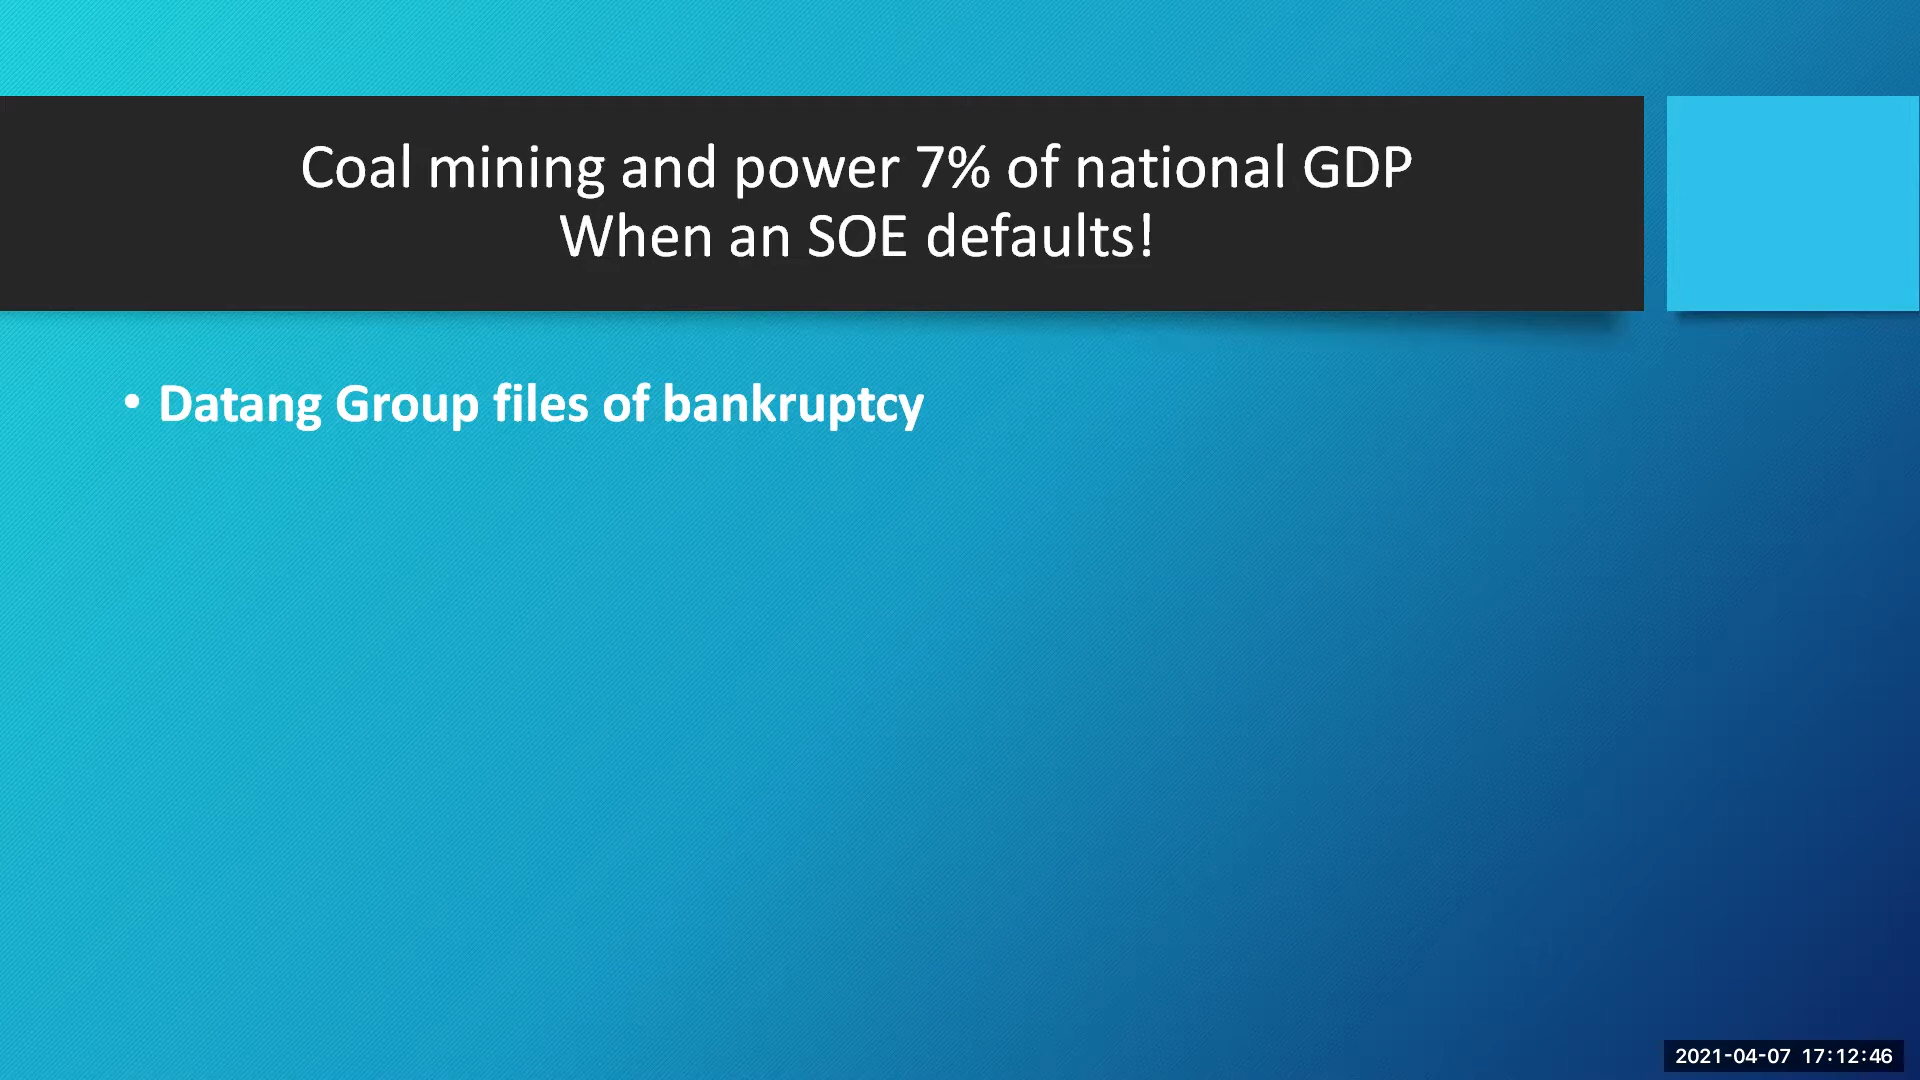 Coal mining and power 7% of national GDP
When an SOE defaults!
• Datang Group files of bankruptcy
2021-04-07 17:12:46